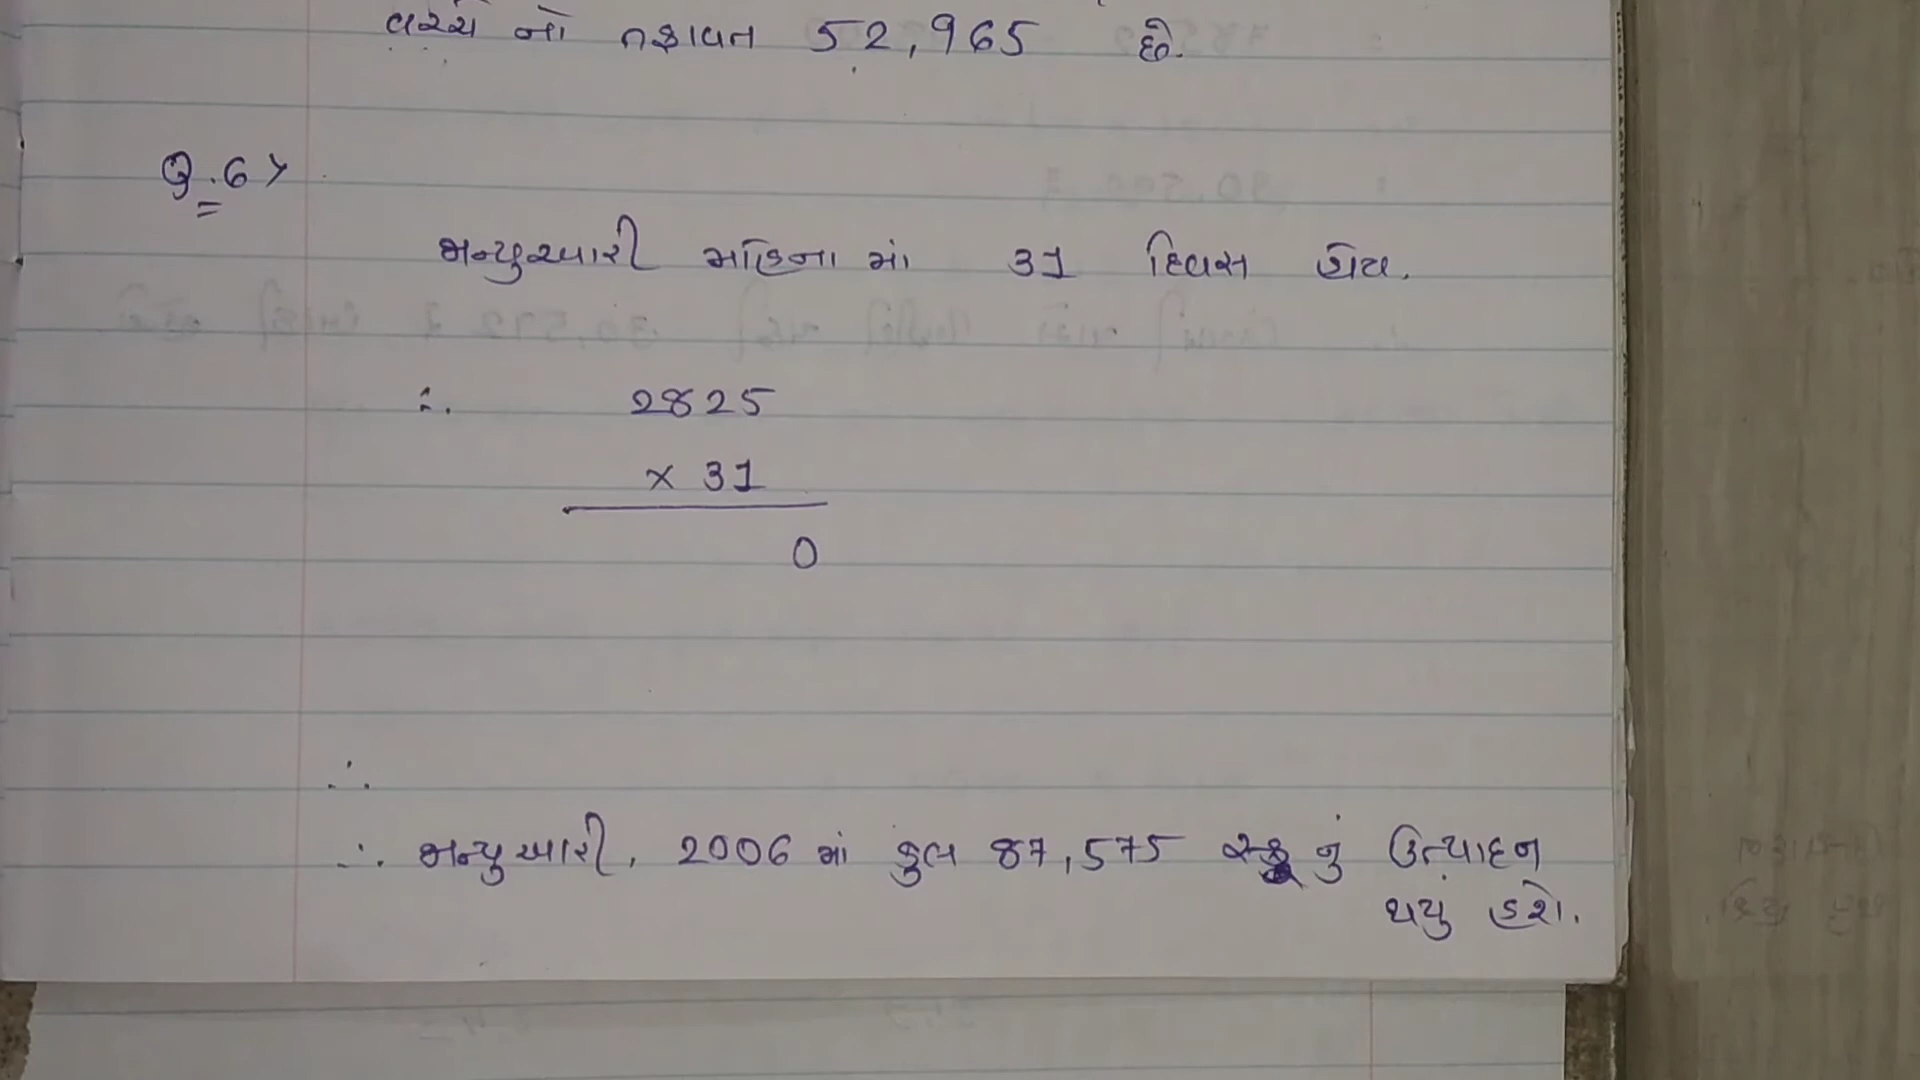 વચ્ચે નો તફાવત 52,965 છે.
Q.6>
જાન્યુઆરી મહિના માં 31 દિવસ હોય.
∴ 2825
× 31
0
∴
∴ જાન્યુઆરી, 2006 માં કુલ 87,575 સ્ક્રૂ નું ઉત્પાદન
થયું હશે.